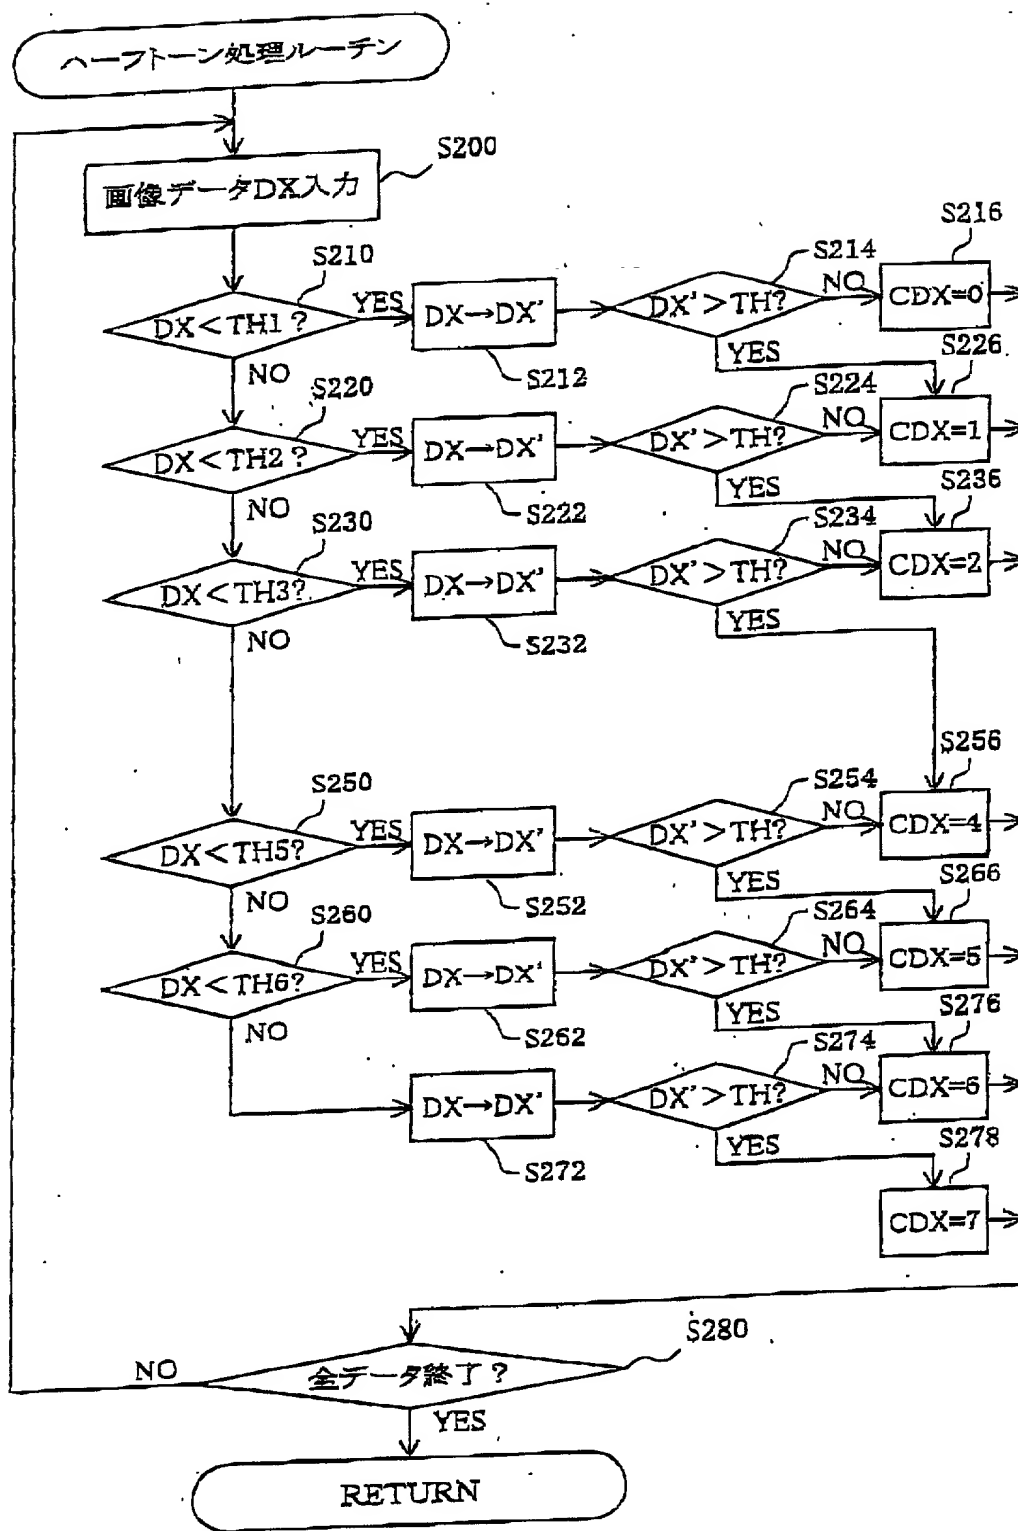 ハーフトーン処理ルーチン
S200
画像データDX入力
S210
DX<TH1?
YES
NO
DX→DX'
S212
S214
DX'>TH?
NO
YES
S216
CDX=0
S220
DX<TH2?
YES
NO
DX→DX'
S222
S224
DX'>TH?
NO
YES
S226
CDX=1
S230
DX<TH3?
YES
NO
DX→DX'
S232
S234
DX'>TH?
NO
YES
S236
CDX=2
S250
DX<TH5?
YES
NO
DX→DX'
S252
S254
DX'>TH?
NO
YES
S256
CDX=4
S260
DX<TH6?
YES
NO
DX→DX'
S262
S264
DX'>TH?
NO
YES
S266
CDX=5
DX→DX'
S272
S274
DX'>TH?
NO
YES
S276
CDX=6
S278
CDX=7
S280
全データ終了?
NO
YES
RETURN